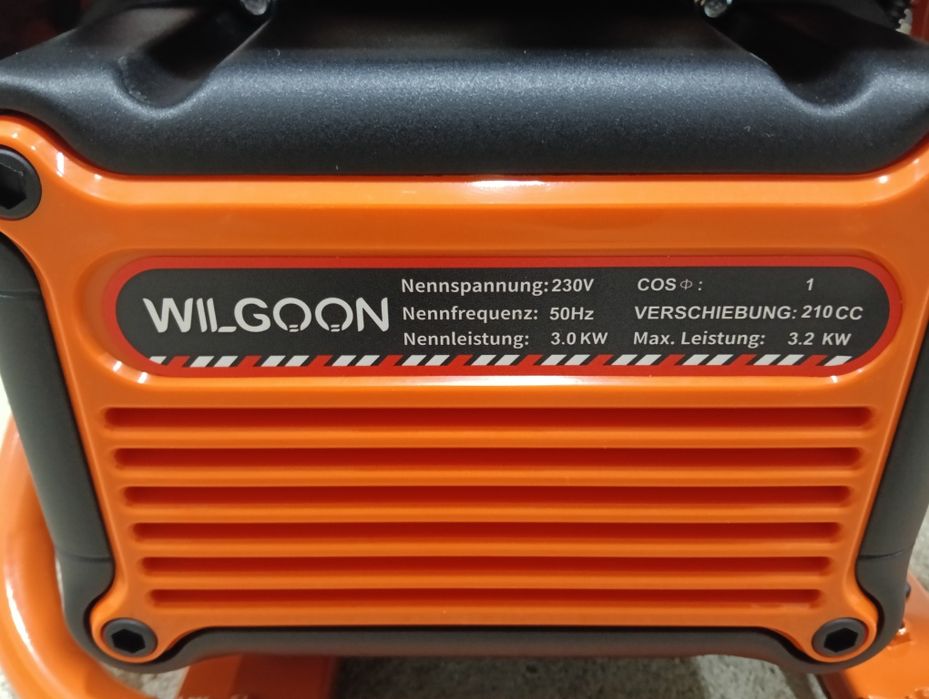 WILGOON
Nennspannung: 230V
Nennfrequenz: 50Hz
Nennleistung: 3.0 KW
COS Φ : 1
VERSCHIEBUNG: 210 CC
Max. Leistung: 3.2 KW